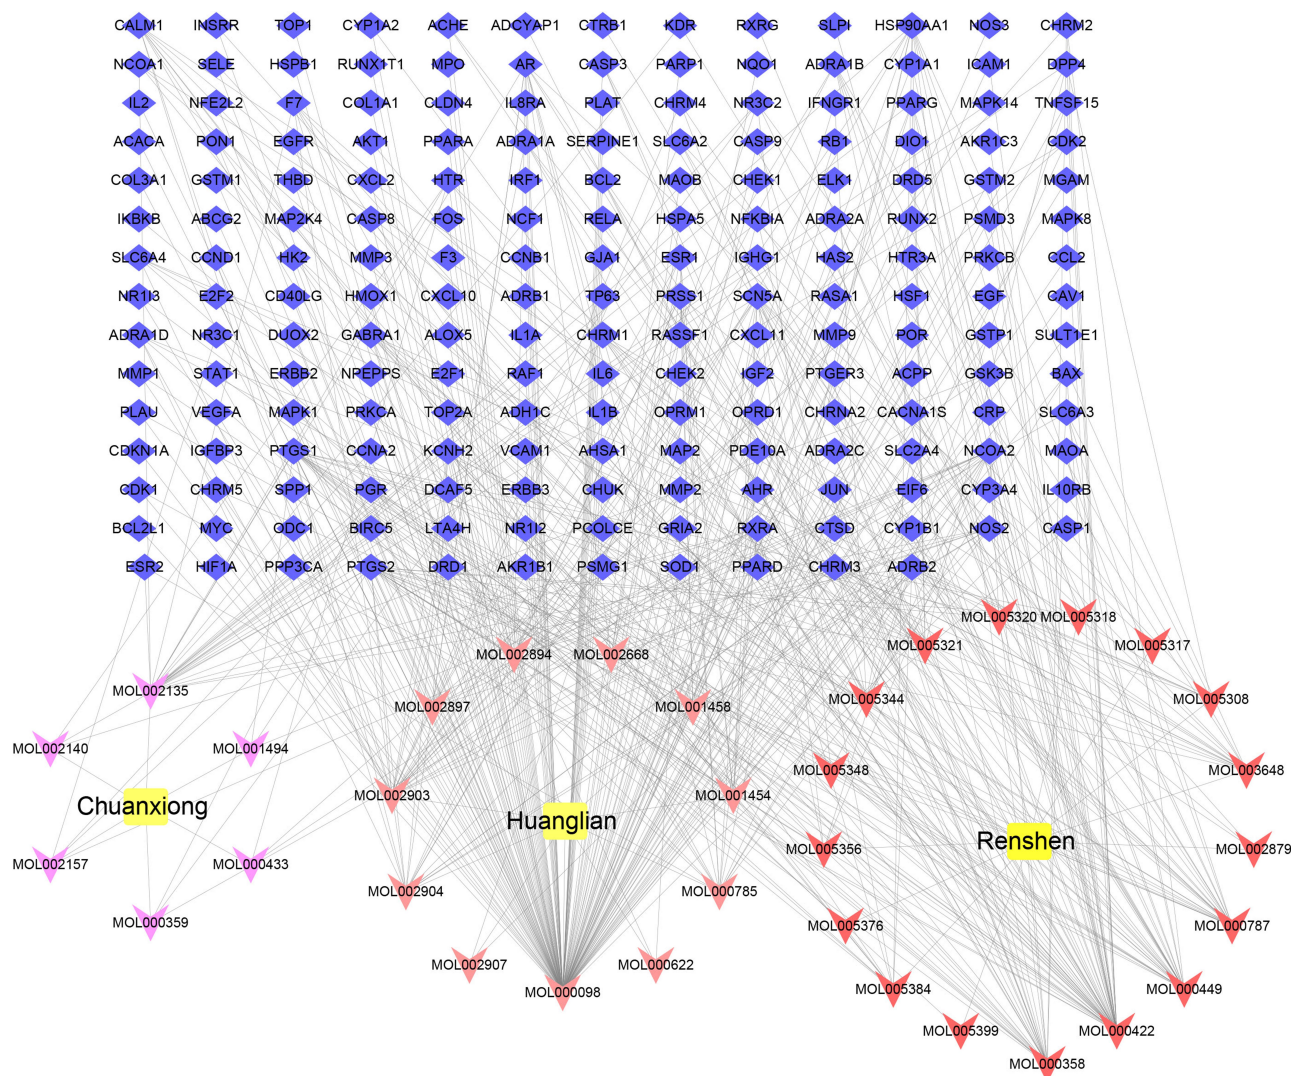 CALM1 INSRR TOP1 CYP1A2 ACHE ADCYAP1 CTRB1 KDR RXRG SLPI HSP90AA1 NOS3 CHRM2
NCOA1 SELE HSPB1 RUNX1T1 MPO AR CASP3 PARP1 NQO1 ADRA1B CYP1A1 ICAM1 DPP4
IL2 NFE2L2 F7 COL1A1 CLDN4 IL8RA PLAT CHRM4 NR3C2 IFNGR1 PPARG MAPK14 TNFSF15
ACACA PON1 EGFR AKT1 PPARA ADRA1A SERPINE1 SLC6A2 CASP9 RB1 DIO1 AKR1C3 CDK2
COL3A1 GSTM1 THBD CXCL2 HTR IRF1 BCL2 MAOB CHEK1 ELK1 DRD5 GSTM2 MGAM
IKBKB ABCG2 MAP2K4 CASP8 FOS NCF1 RELA HSPA5 NFKBIA ADRA2A RUNX2 PSMD3 MAPK8
SLC6A4 CCND1 HK2 MMP3 F3 CCNB1 GJA1 ESR1 IGHG1 HAS2 HTR3A PRKCB CCL2
NR1I3 E2F2 CD40LG HMOX1 CXCL10 ADRB1 TP63 PRSS1 SCN5A RASA1 HSF1 EGF CAV1
ADRA1D NR3C1 DUOX2 GABRA1 ALOX5 IL1A CHRM1 RASSF1 CXCL11 MMP9 POR GSTP1 SULT1E1
MMP1 STAT1 ERBB2 NPEPPS E2F1 RAF1 IL6 CHEK2 IGF2 PTGER3 ACPP GSK3B BAX
PLAU VEGFA MAPK1 PRKCA TOP2A ADH1C IL1B OPRM1 OPRD1 CHRNA2 CACNA1S CRP SLC6A3
CDKN1A IGFBP3 PTGS1 CCNA2 KCNH2 VCAM1 AHSA1 MAP2 PDE10A ADRA2C SLC2A4 NCOA2 MAOA
CDK1 CHRM5 SPP1 PGR DCAF5 ERBB3 CHUK MMP2 AHR JUN EIF6 CYP3A4 IL10RB
BCL2L1 MYC ODC1 BIRC5 LTA4H NR1I2 PCOLCE GRIA2 RXRA CTSD CYP1B1 NOS2 CASP1
ESR2 HIF1A PPP3CA PTGS2 DRD1 AKR1B1 PSMG1 SOD1 PPARD CHRM3 ADRB2
MOL005320 MOL005318
MOL005321 MOL005317
MOL002894 MOL002668
MOL002135 MOL005344 MOL005308
MOL002897 MOL001458
MOL002140 MOL001494
MOL005348 MOL003648
MOL002903 MOL001454
Chuanxiong
Huanglian
Renshen
MOL005356 MOL002879
MOL002157 MOL000433
MOL002904 MOL000785
MOL000359 MOL005376 MOL000787
MOL002907 MOL000622
MOL000098 MOL005384 MOL000449
MOL005399 MOL000422
MOL000358